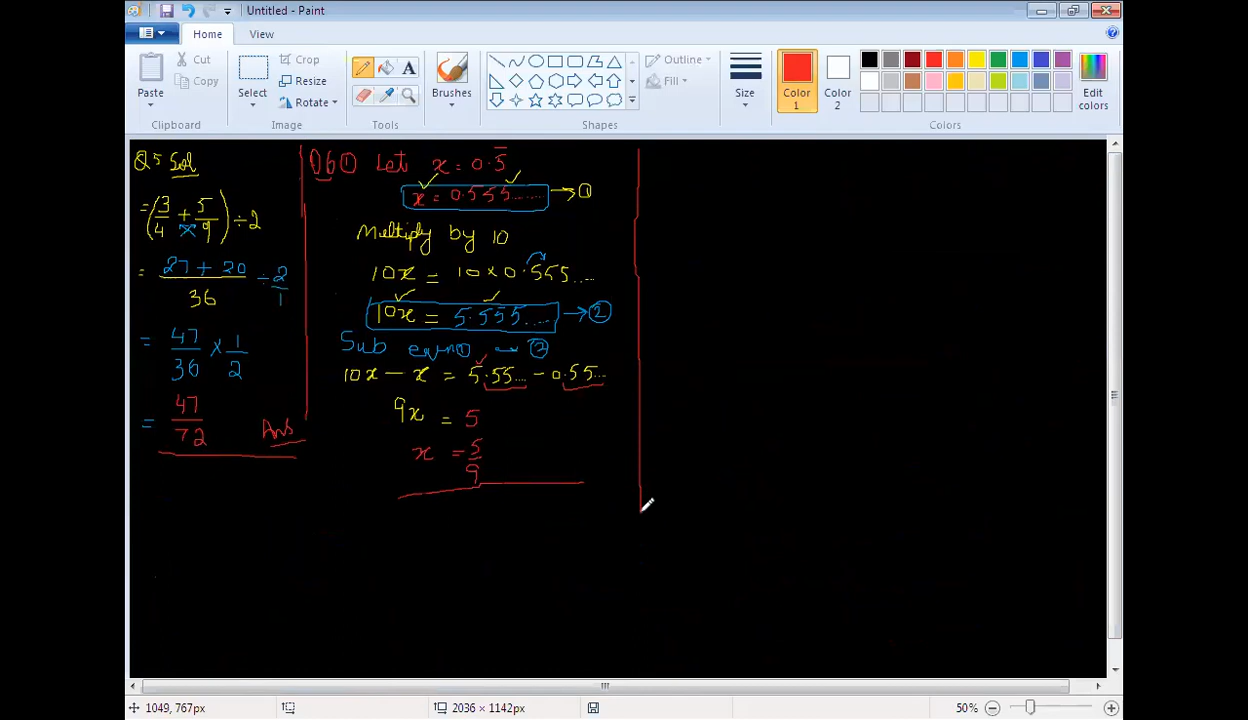 Untitled - Paint
Home
View
Paste
Cut
Copy
Clipboard
Select
Crop
Resize
Rotate
Image
Tools
Brushes
Shapes
Outline
Fill
Size
Color 1
Color 2
Edit colors
Colors
Q 5 Sol
= (3/4 + 5/9) ÷ 2
= 27 + 20 / 36 ÷ 2/1
= 47/36 × 1/2
= 47/72 Ans
Q6 ① Let x = 0.5̅
x = 0.555...... → ①
Multiply by 10
10x = 10 × 0.555....
10x = 5.555.... → ②
Sub eqn ①
②
10x — x = 5.55... — 0.55...
9x = 5
x = 5/9
1049, 767px
2036 × 1142px
50%